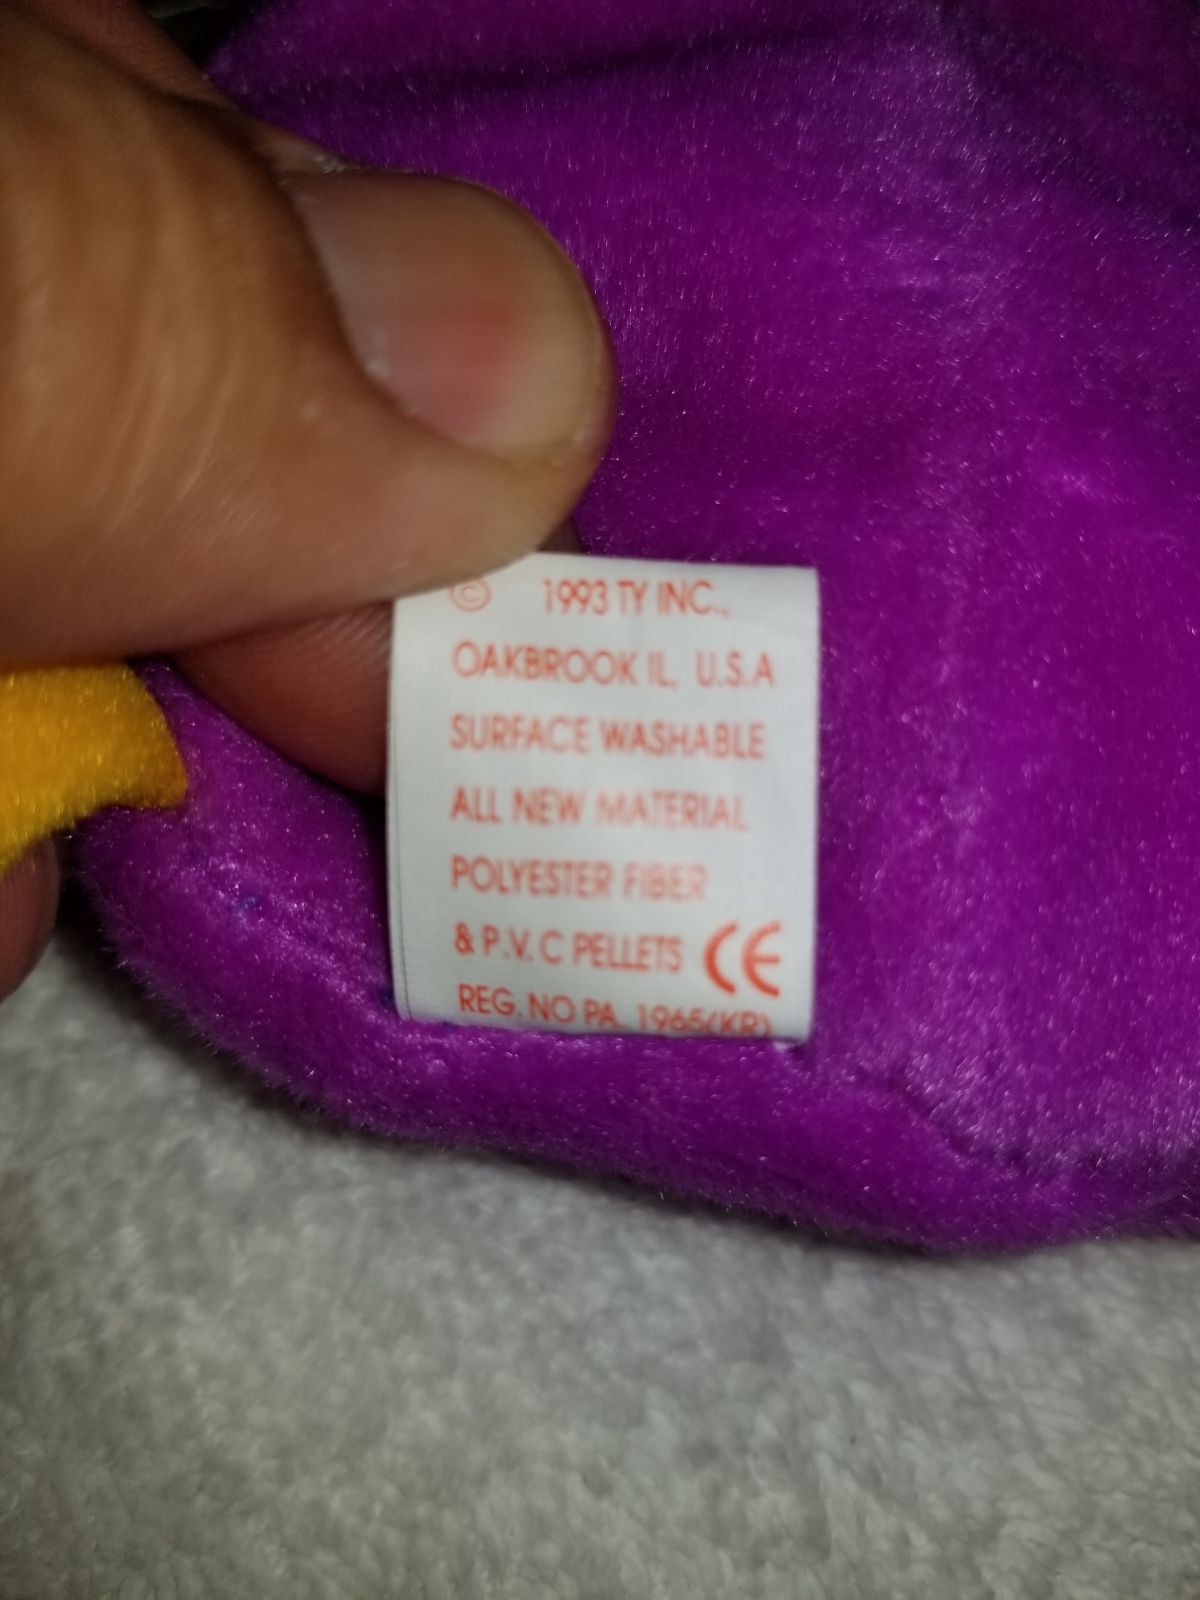 © 1993 TY INC.,
OAKBROOK IL, U.S.A
SURFACE WASHABLE
ALL NEW MATERIAL
POLYESTER FIBER
& P.V.C PELLETS CE
REG. NO PA. 1965(KR)